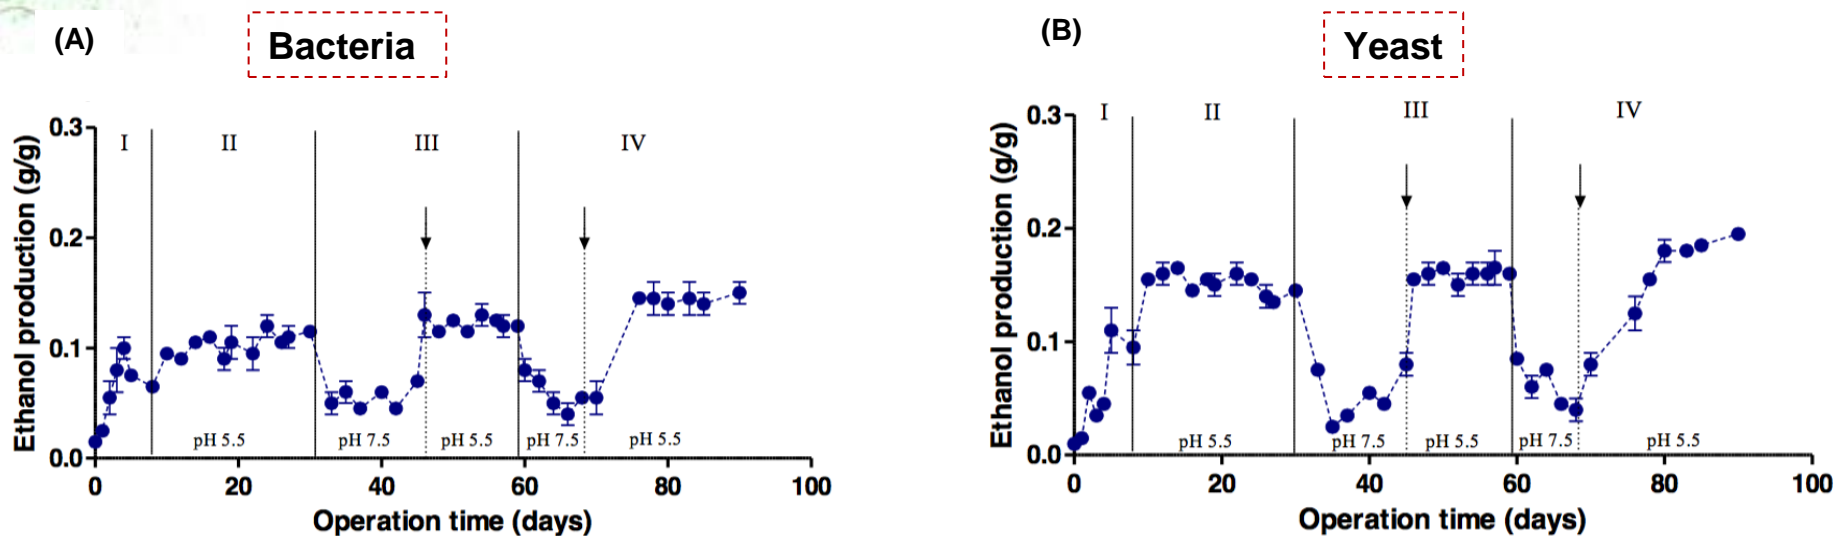 (A)
Bacteria
Ethanol production (g/g)
0.3
0.2
0.1
0.0
I II III IV
pH 5.5 pH 7.5 pH 5.5 pH 7.5 pH 5.5
0 20 40 60 80 100
Operation time (days)
(B)
Yeast
Ethanol production (g/g)
0.3
0.2
0.1
0.0
I II III IV
pH 5.5 pH 7.5 pH 5.5 pH 7.5 pH 5.5
0 20 40 60 80 100
Operation time (days)